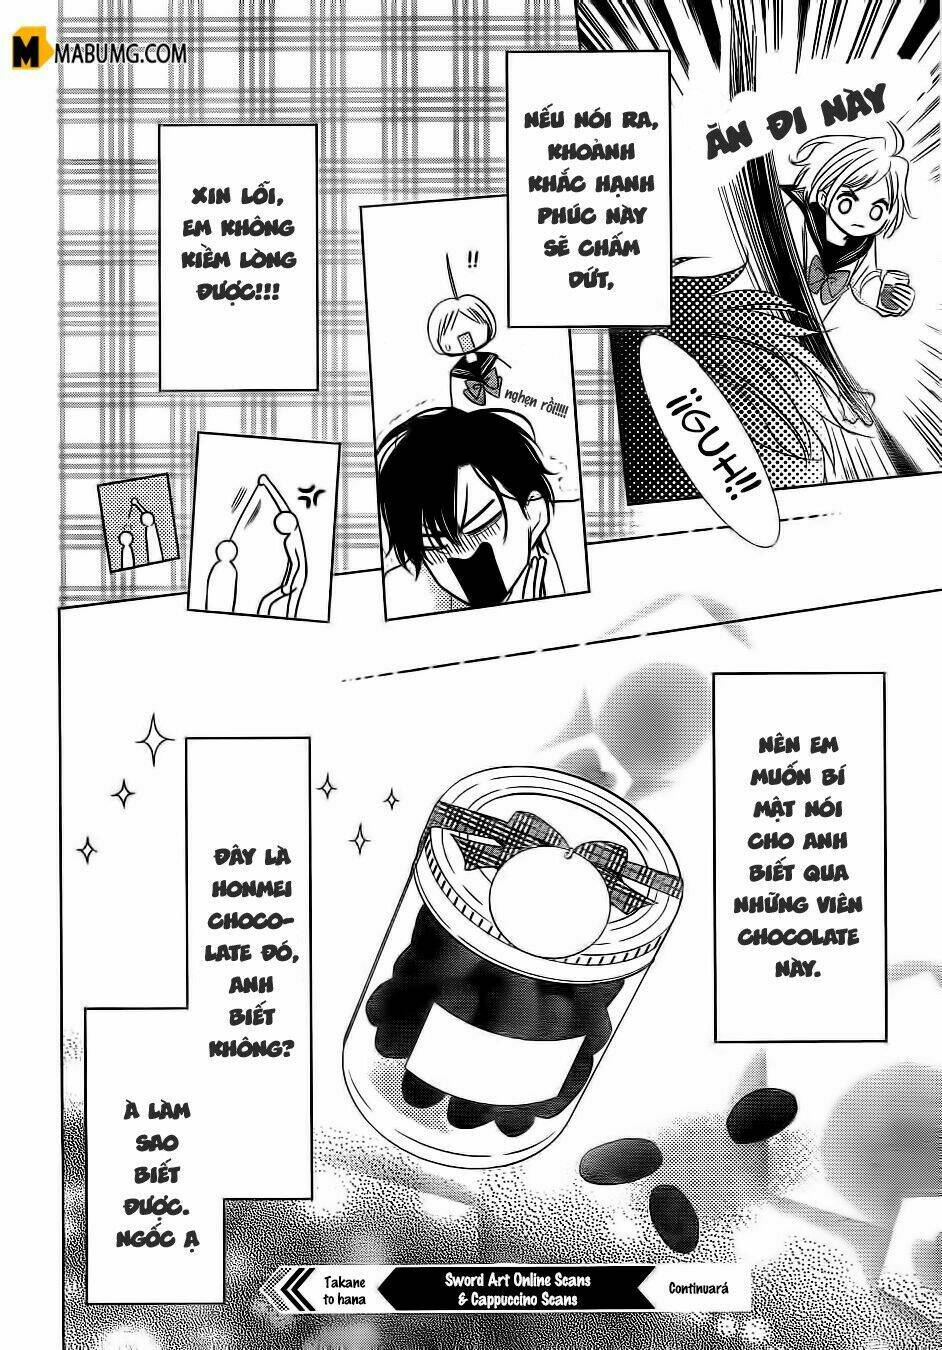 MABUMG.COM
ĂN ĐI NÀY
NẾU NÓI RA,
KHOÀNH
KHẮC HẠNH
PHÚC NÀY
SẼ CHẤM
DỨT,
¡¡GUH!!
XIN LỖI,
EM KHÔNG
KIỀM LÒNG
ĐƯỢC!!!
!!
nghẹn rồi!!!!
NÊN EM
MUỐN BÍ
MẬT NÓI
CHO ANH
BIẾT QUA
NHỮNG VIÊN
CHOCOLATE
NÀY.
ĐÂY LÀ
HONMEI
CHOCO-
LATE ĐÓ,
ANH
BIẾT
KHÔNG?
À LÀM
SAO
BIẾT
ĐƯỢC.
NGỐC Ạ
Takane
to hana
Sword Art Online Scans
& Cappuccino Scans
Continuará